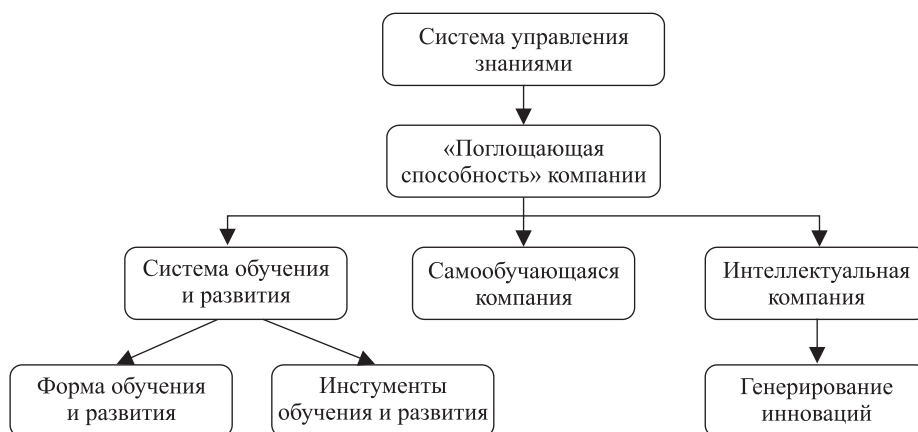 Система управления
знаниями
«Поглощающая
способность» компании
Система обучения
и развития
Самообучающаяся
компания
Интеллектуальная
компания
Форма обучения
и развития
Инстументы
обучения и развития
Генерирование
инноваций